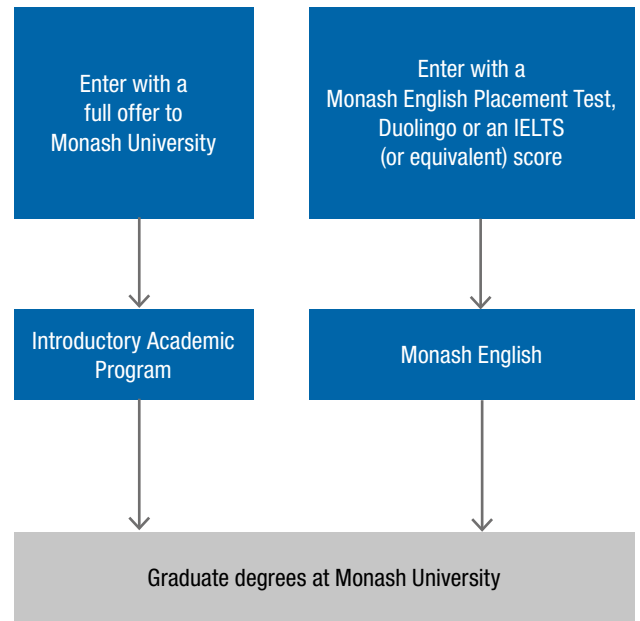 Enter with a
full offer to
Monash University
Enter with a
Monash English Placement Test,
Duolingo or an IELTS
(or equivalent) score
Introductory Academic
Program
Monash English
Graduate degrees at Monash University